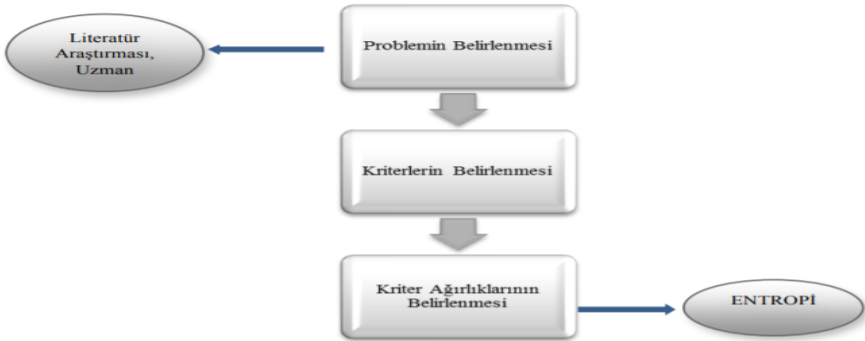 Literatür
Araştırması,
Uzman
Problemin Belirlenmesi
Kriterlerin Belirlenmesi
Kriter Ağırlıklarının
Belirlenmesi
ENTROPİ